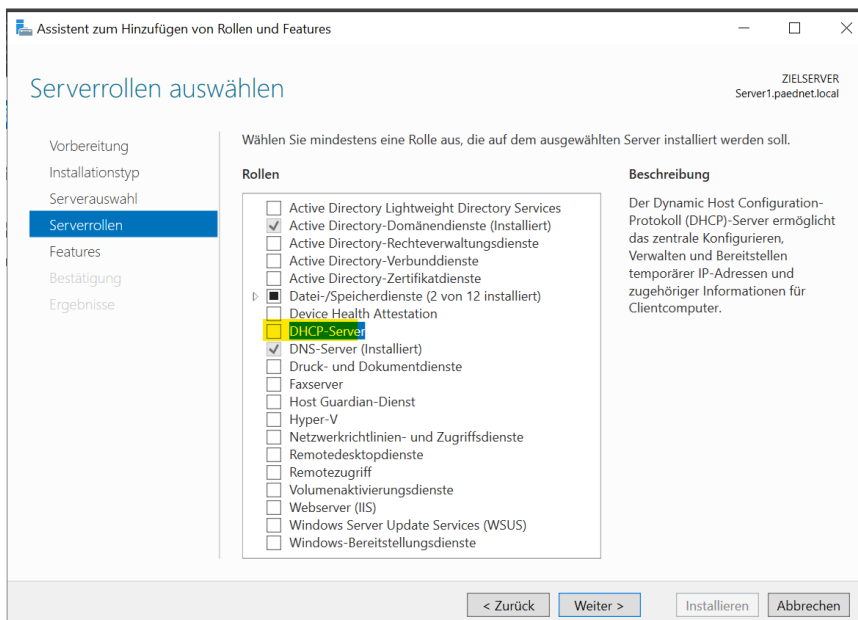 Assistent zum Hinzufügen von Rollen und Features
Serverrollen auswählen
ZIELSERVER
Server1.paednet.local
Vorbereitung
Installationstyp
Serverauswahl
Serverrollen
Features
Bestätigung
Ergebnisse
Wählen Sie mindestens eine Rolle aus, die auf dem ausgewählten Server installiert werden soll.
Rollen
Active Directory Lightweight Directory Services
Active Directory-Domänendienste (Installiert)
Active Directory-Rechteverwaltungsdienste
Active Directory-Verbunddienste
Active Directory-Zertifikatdienste
Datei-/Speicherdienste (2 von 12 installiert)
Device Health Attestation
DHCP-Server
DNS-Server (Installiert)
Druck- und Dokumentdienste
Faxserver
Host Guardian-Dienst
Hyper-V
Netzwerkrichtlinien- und Zugriffsdienste
Remotedesktopdienste
Remotezugriff
Volumenaktivierungsdienste
Webserver (IIS)
Windows Server Update Services (WSUS)
Windows-Bereitstellungsdienste
Beschreibung
Der Dynamic Host Configuration-
Protokoll (DHCP)-Server ermöglicht
das zentrale Konfigurieren,
Verwalten und Bereitstellen
temporärer IP-Adressen und
zugehöriger Informationen für
Clientcomputer.
< Zurück
Weiter >
Installieren
Abbrechen